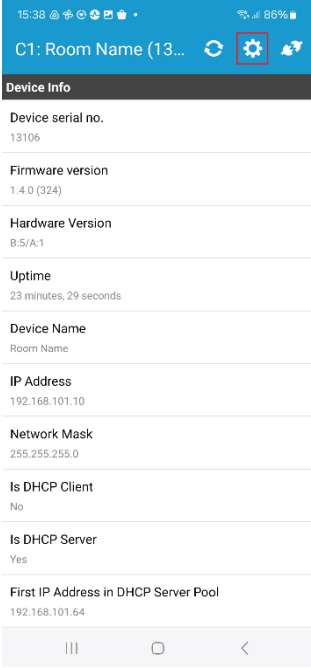 15:38
86%
C1: Room Name (13...
Device Info
Device serial no.
13106
Firmware version
1.4.0 (324)
Hardware Version
B:5/A:1
Uptime
23 minutes, 29 seconds
Device Name
Room Name
IP Address
192.168.101.10
Network Mask
255.255.255.0
Is DHCP Client
No
Is DHCP Server
Yes
First IP Address in DHCP Server Pool
192.168.101.64